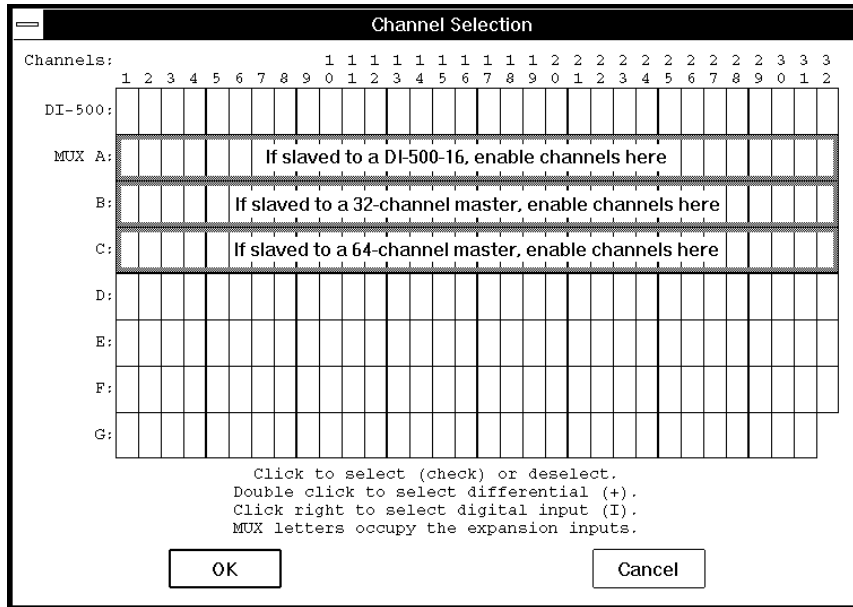 Channel Selection
Channels: 1 1 1 1 1 1 1 1 1 1 2 2 2 2 2 2 2 2 2 2 3 3 3
1 2 3 4 5 6 7 8 9 0 1 2 3 4 5 6 7 8 9 0 1 2 3 4 5 6 7 8 9 0 1 2
DI-500:
MUX A: If slaved to a DI-500-16, enable channels here
B: If slaved to a 32-channel master, enable channels here
C: If slaved to a 64-channel master, enable channels here
D:
E:
F:
G:
Click to select (check) or deselect.
Double click to select differential (+).
Click right to select digital input (I).
MUX letters occupy the expansion inputs.
OK Cancel